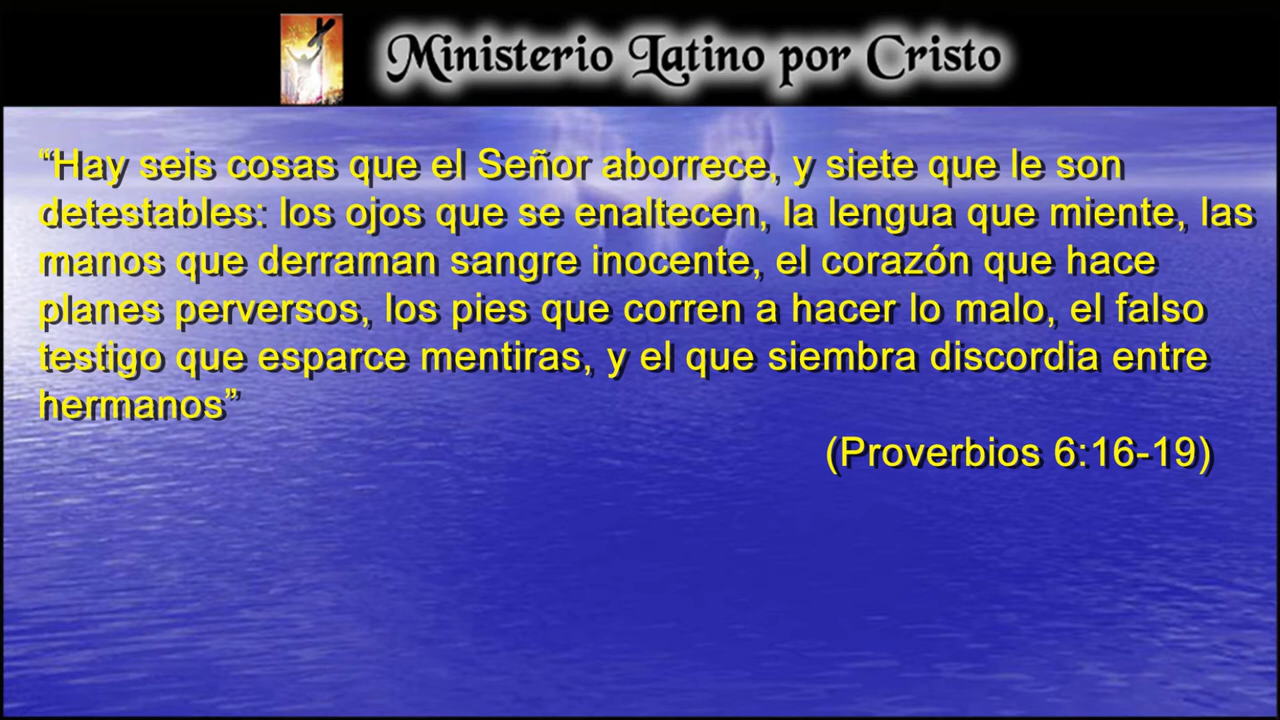 Ministerio Latino por Cristo
“Hay seis cosas que el Señor aborrece, y siete que le son
detestables: los ojos que se enaltecen, la lengua que miente, las
manos que derraman sangre inocente, el corazón que hace
planes perversos, los pies que corren a hacer lo malo, el falso
testigo que esparce mentiras, y el que siembra discordia entre
hermanos”
(Proverbios 6:16-19)